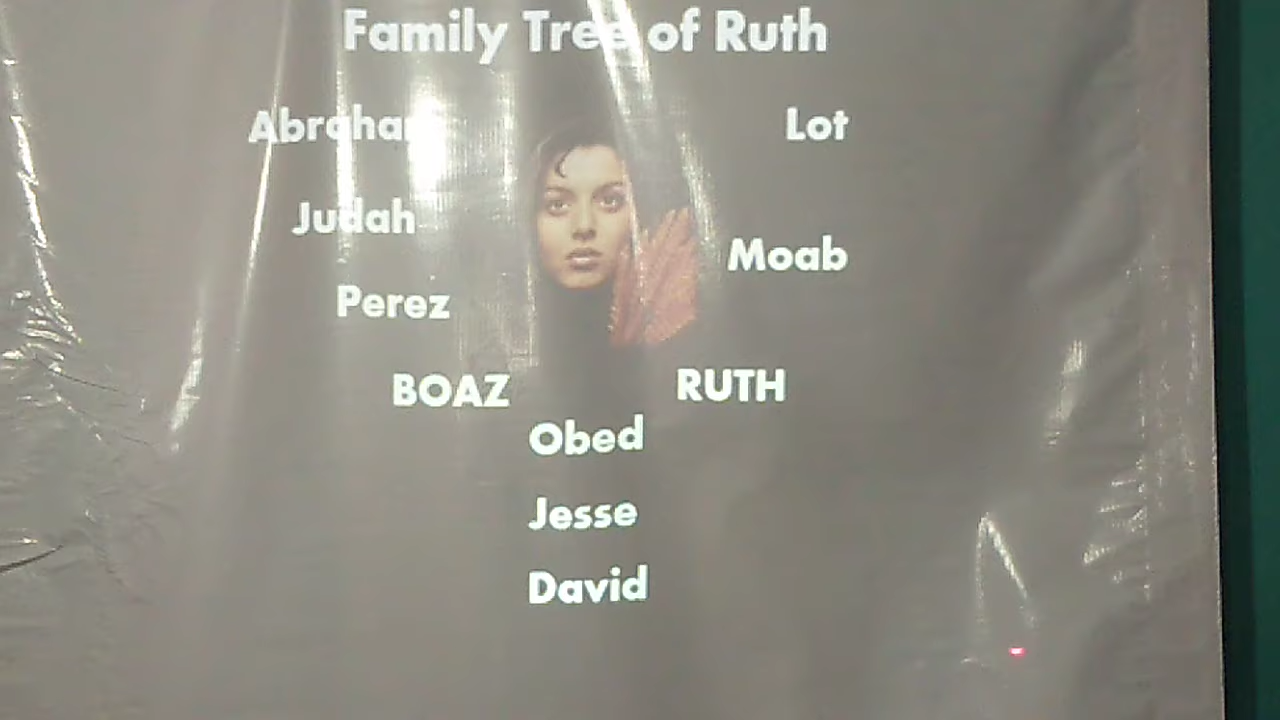 Family Tree of Ruth
Abraham
Lot
Judah
Moab
Perez
BOAZ
RUTH
Obed
Jesse
David